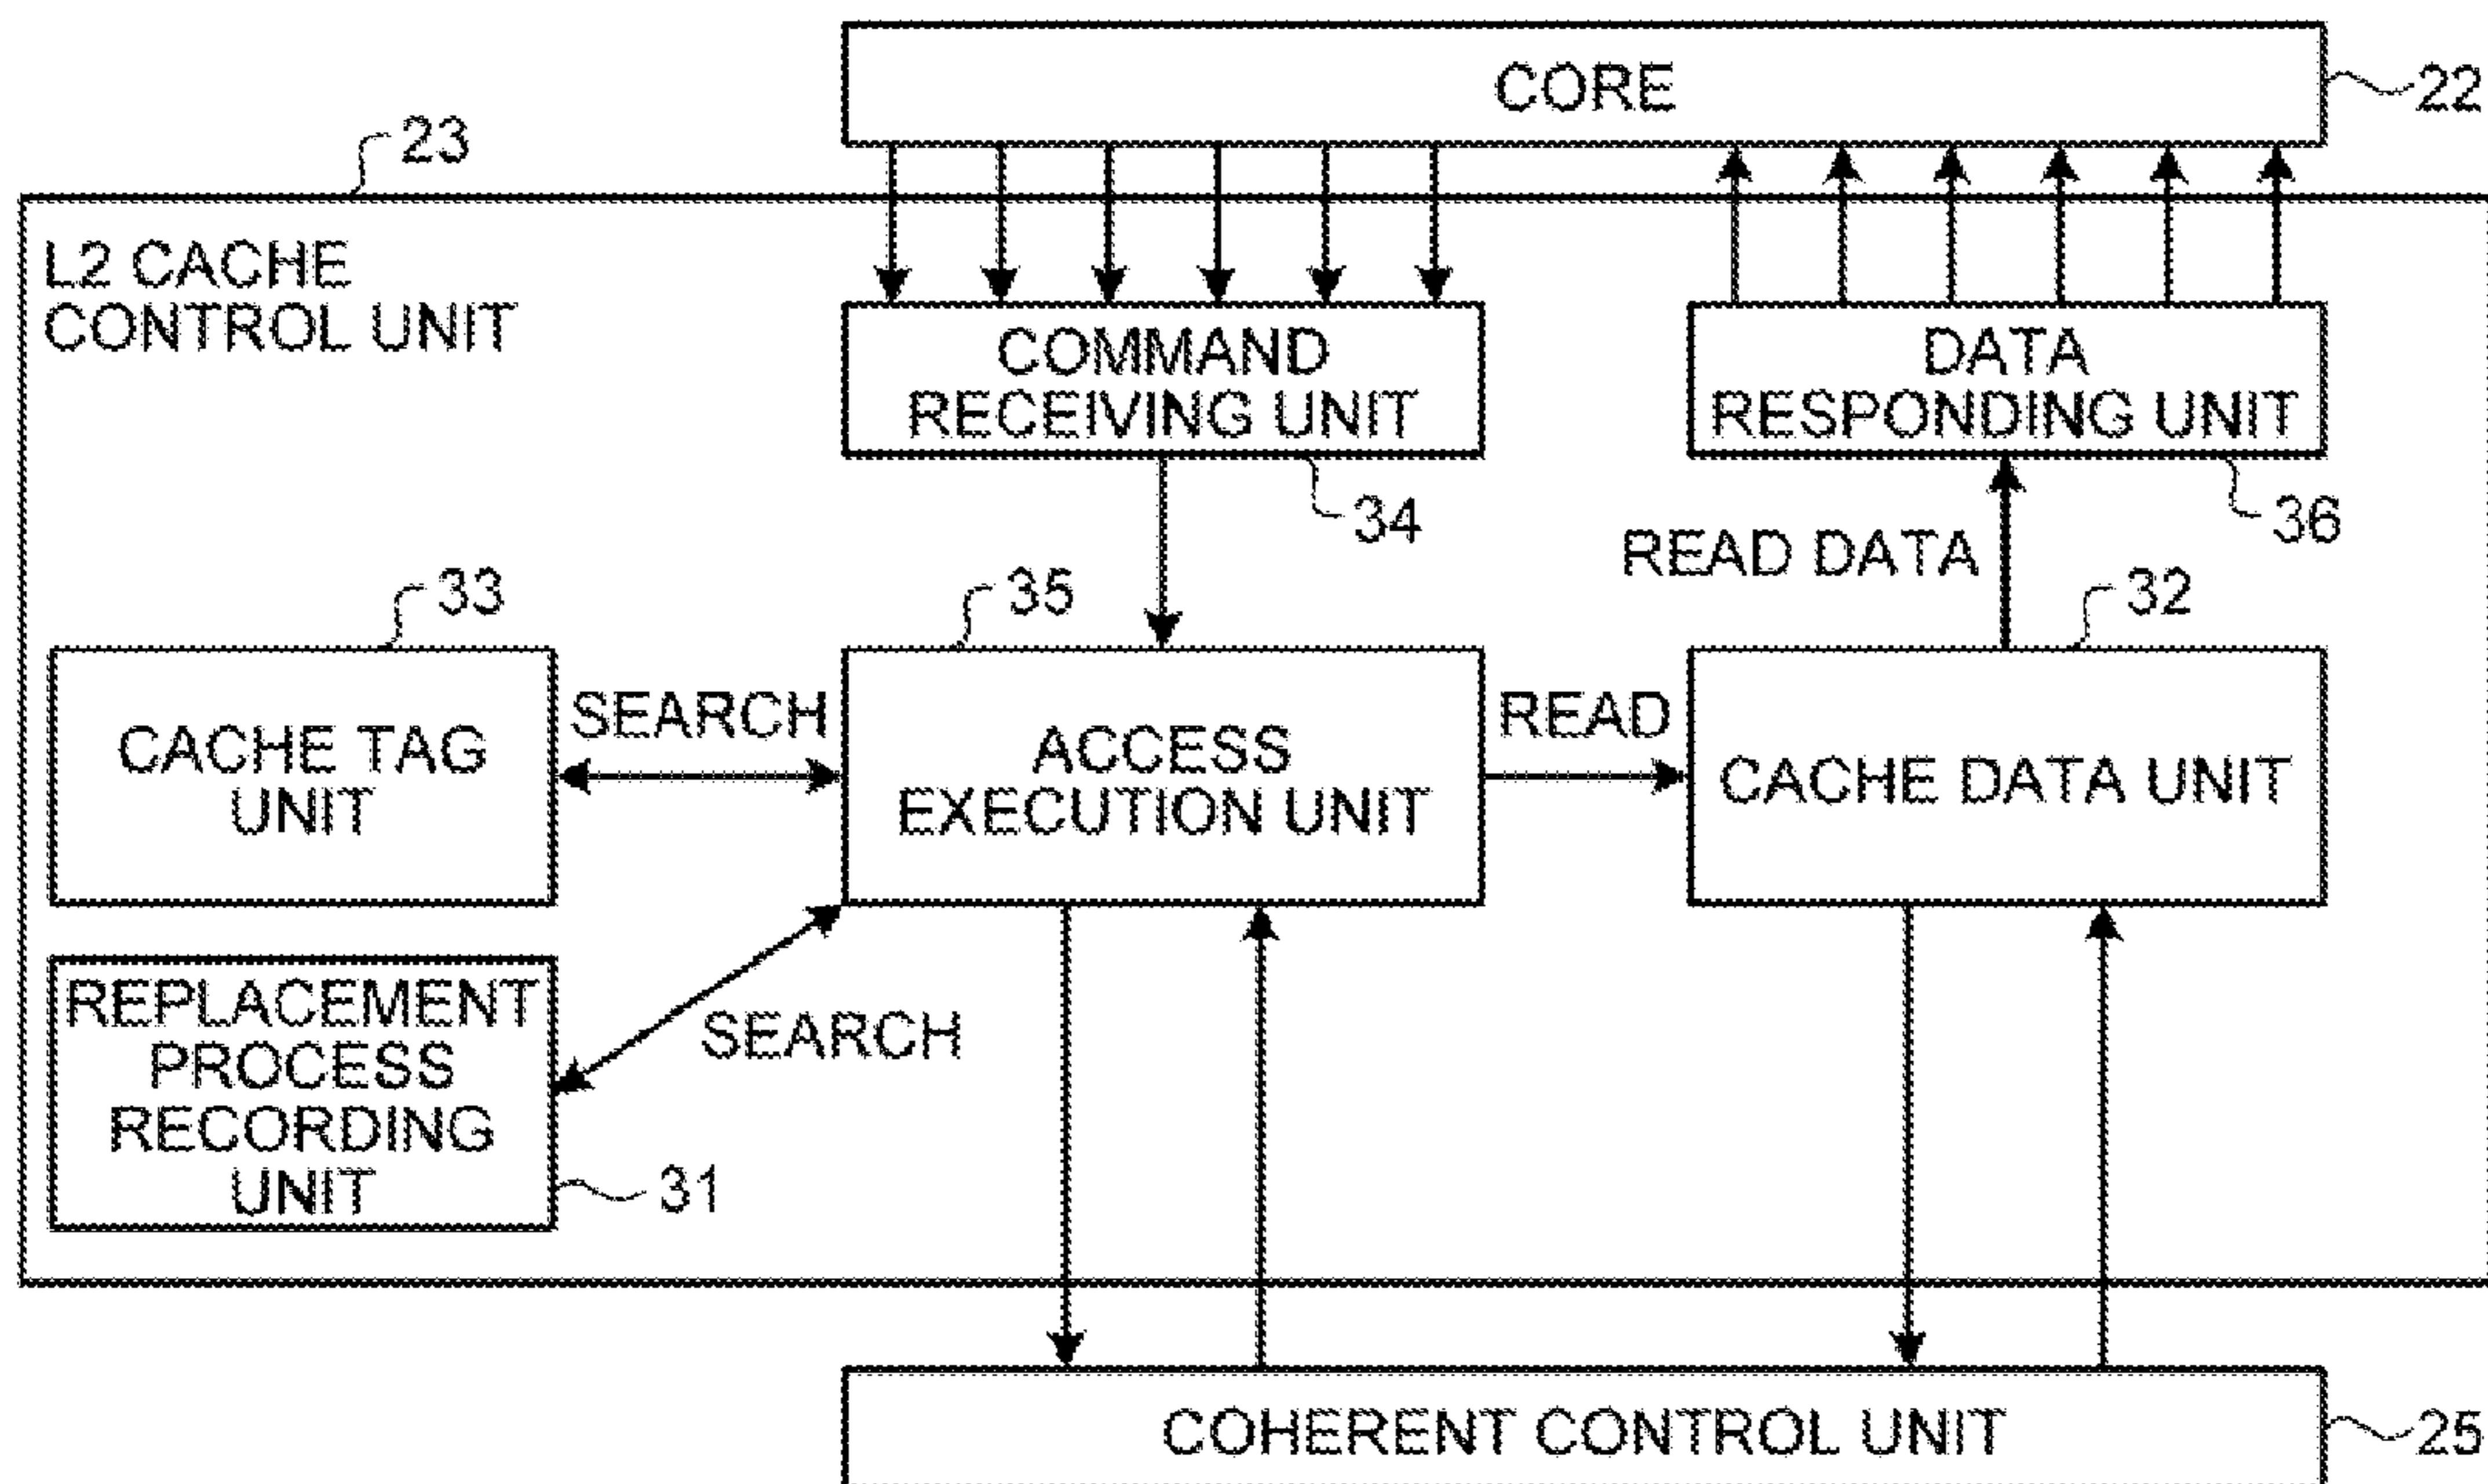 CORE
22
23
L2 CACHE
CONTROL UNIT
COMMAND
RECEIVING UNIT
34
DATA
RESPONDING UNIT
36
READ DATA
33
35
32
CACHE TAG
UNIT
SEARCH
ACCESS
EXECUTION UNIT
READ
CACHE DATA UNIT
REPLACEMENT
PROCESS
RECORDING
UNIT
31
SEARCH
COHERENT CONTROL UNIT
25